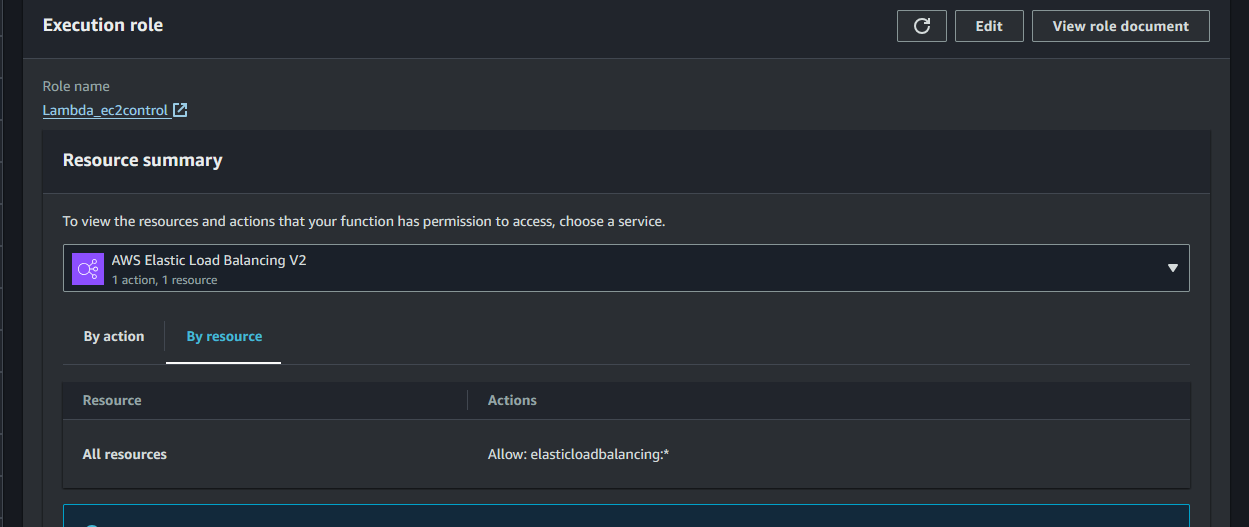 Execution role
Edit
View role document
Role name
Lambda_ec2control
Resource summary
To view the resources and actions that your function has permission to access, choose a service.
AWS Elastic Load Balancing V2
1 action, 1 resource
By action
By resource
Resource
Actions
All resources
Allow: elasticloadbalancing:*